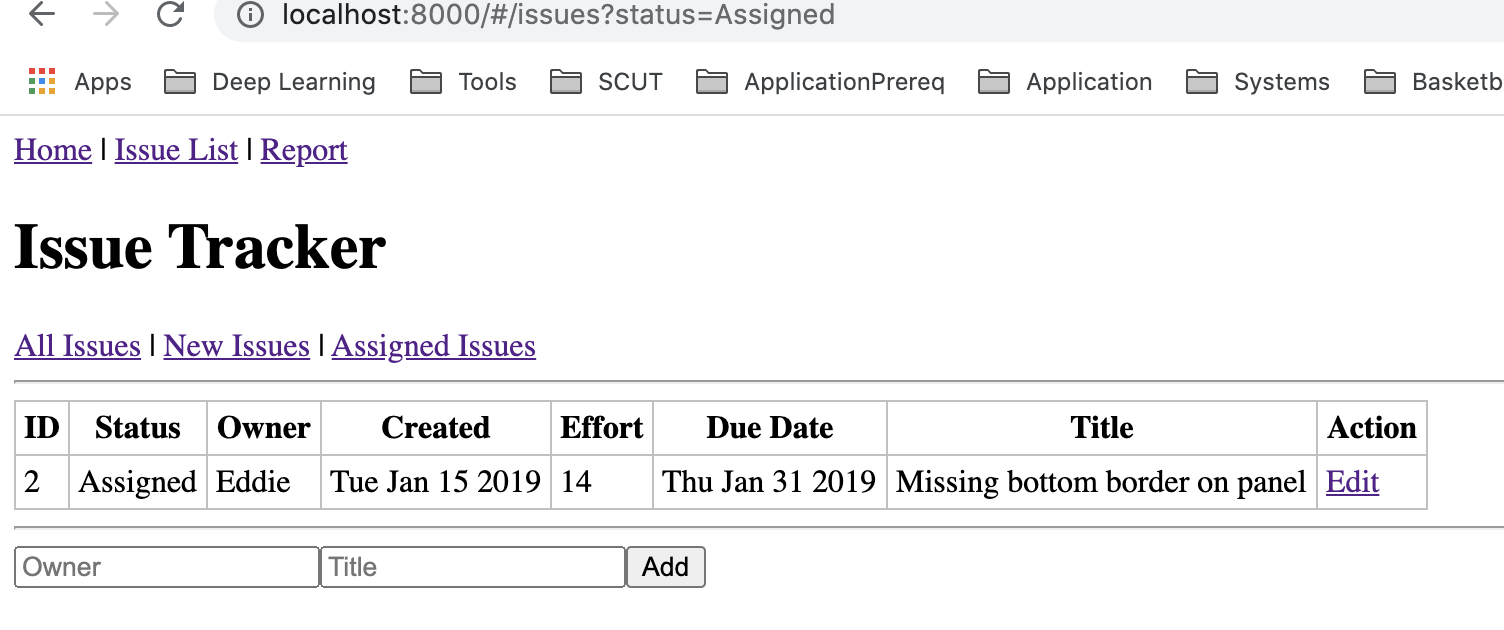 localhost:8000/#/issues?status=Assigned
Apps Deep Learning Tools SCUT ApplicationPrereq Application Systems Basketb
Home | Issue List | Report
Issue Tracker
All Issues | New Issues | Assigned Issues
ID Status Owner Created Effort Due Date Title Action
2 Assigned Eddie Tue Jan 15 2019 14 Thu Jan 31 2019 Missing bottom border on panel Edit
Owner Title Add